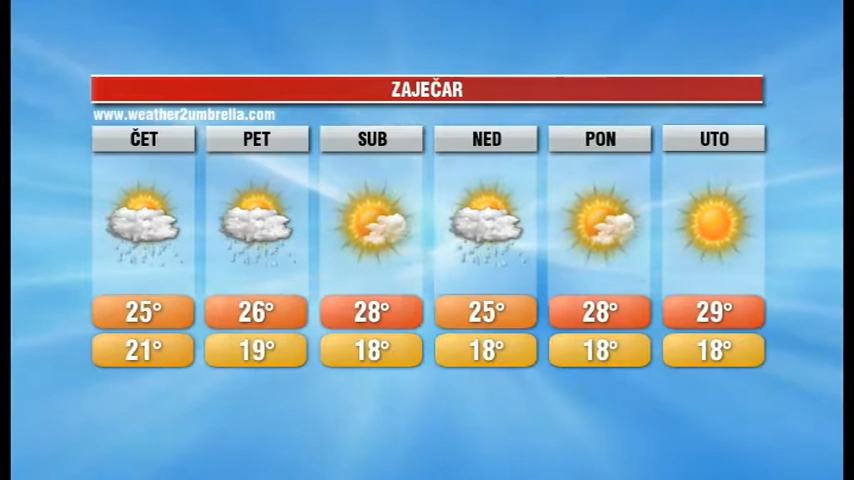 ZAJEČAR
www.weather2umbrella.com
ČET PET SUB NED PON UTO
25° 26° 28° 25° 28° 29°
21° 19° 18° 18° 18° 18°